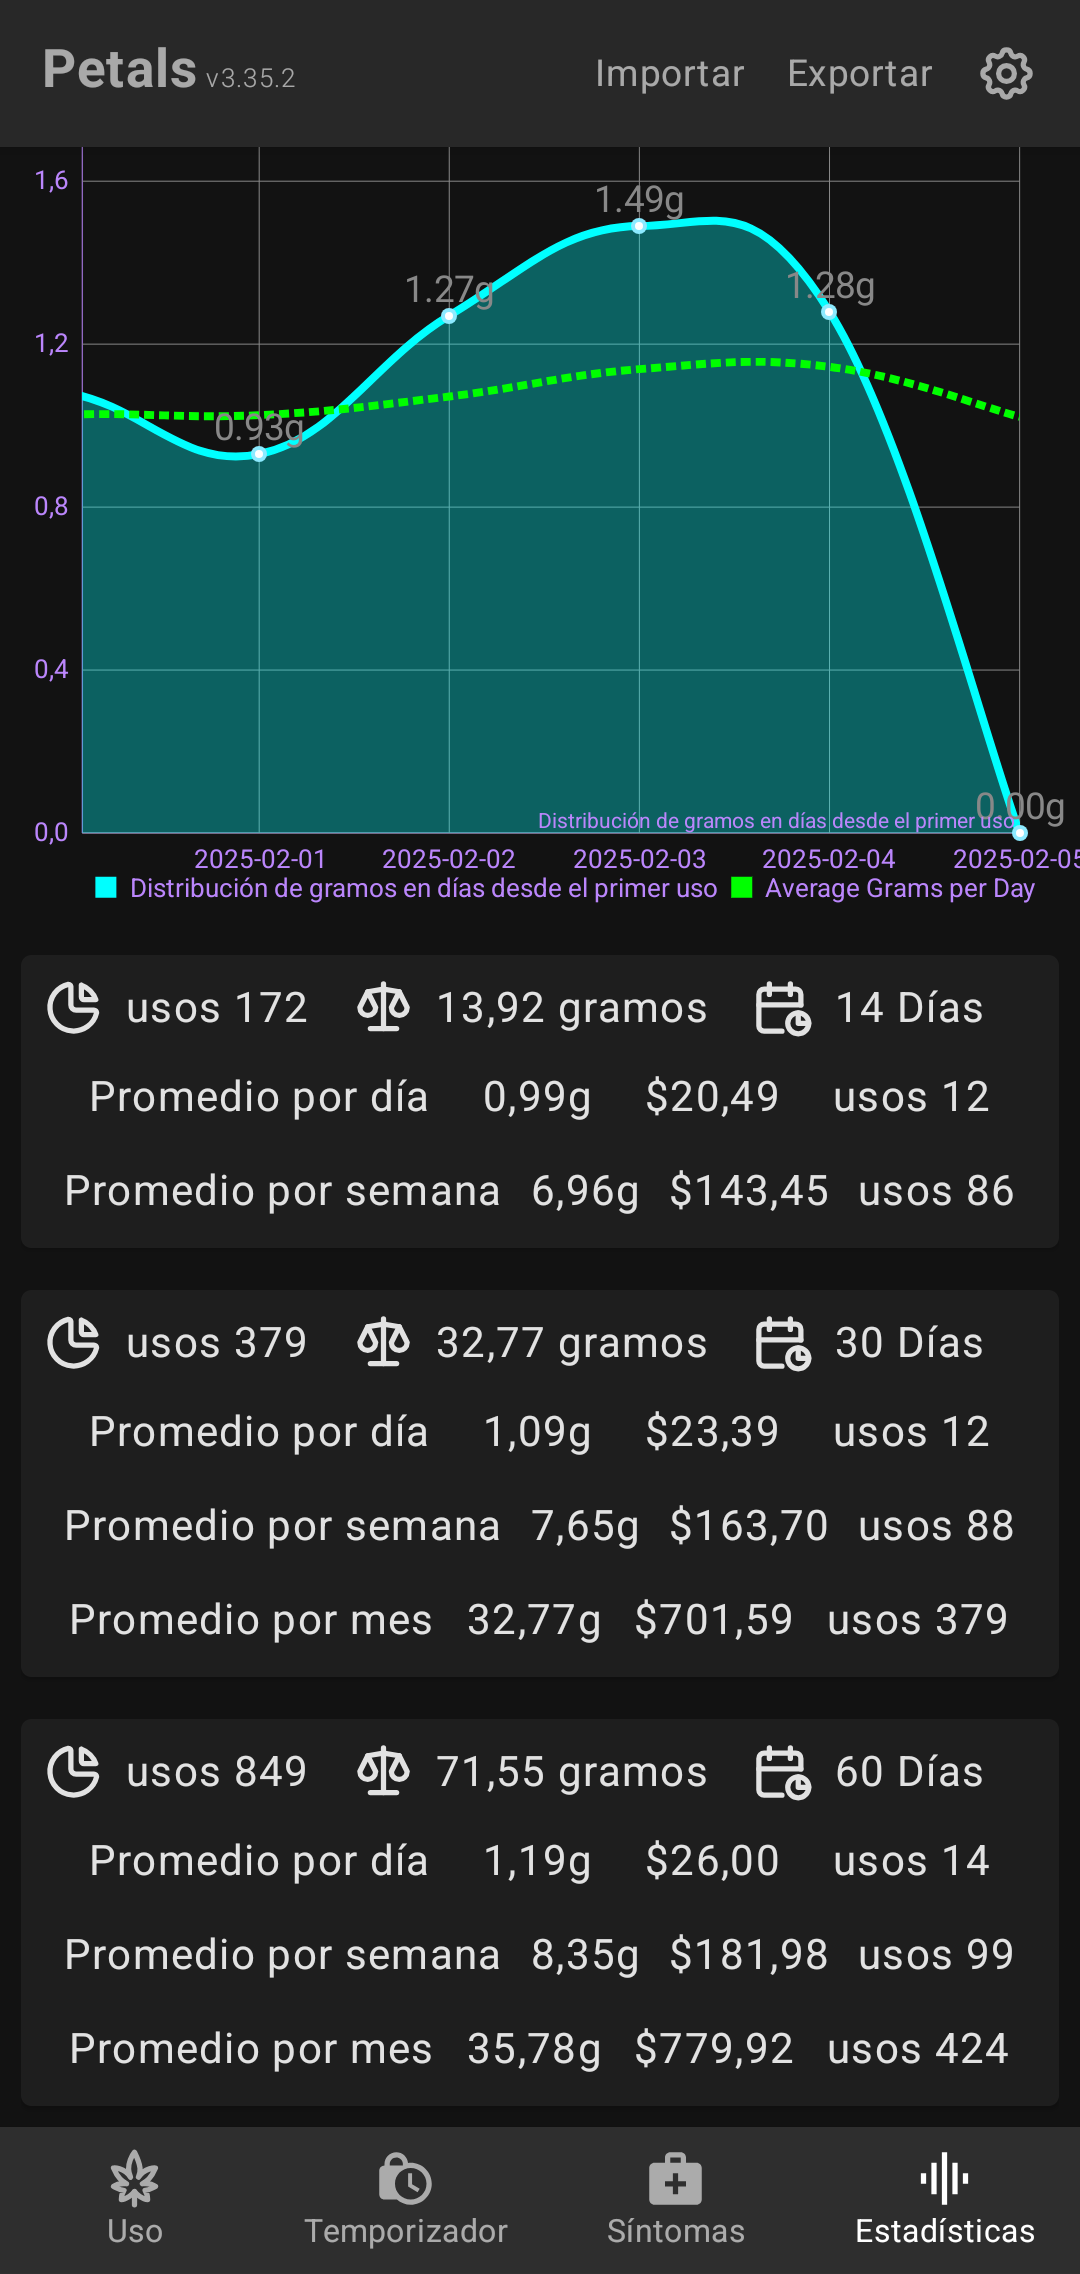 Petals v3.35.2 Importar Exportar
1,6
1.49g
1.27g 1.28g
1,2
0.93g
0,8
0,4
0.00g
Distribución de gramos en días desde el primer uso
0,0
2025-02-01 2025-02-02 2025-02-03 2025-02-04 2025-02-05
Distribución de gramos en días desde el primer uso Average Grams per Day
usos 172 13,92 gramos 14 Días
Promedio por día 0,99g $20,49 usos 12
Promedio por semana 6,96g $143,45 usos 86
usos 379 32,77 gramos 30 Días
Promedio por día 1,09g $23,39 usos 12
Promedio por semana 7,65g $163,70 usos 88
Promedio por mes 32,77g $701,59 usos 379
usos 849 71,55 gramos 60 Días
Promedio por día 1,19g $26,00 usos 14
Promedio por semana 8,35g $181,98 usos 99
Promedio por mes 35,78g $779,92 usos 424
Uso Temporizador Síntomas Estadísticas